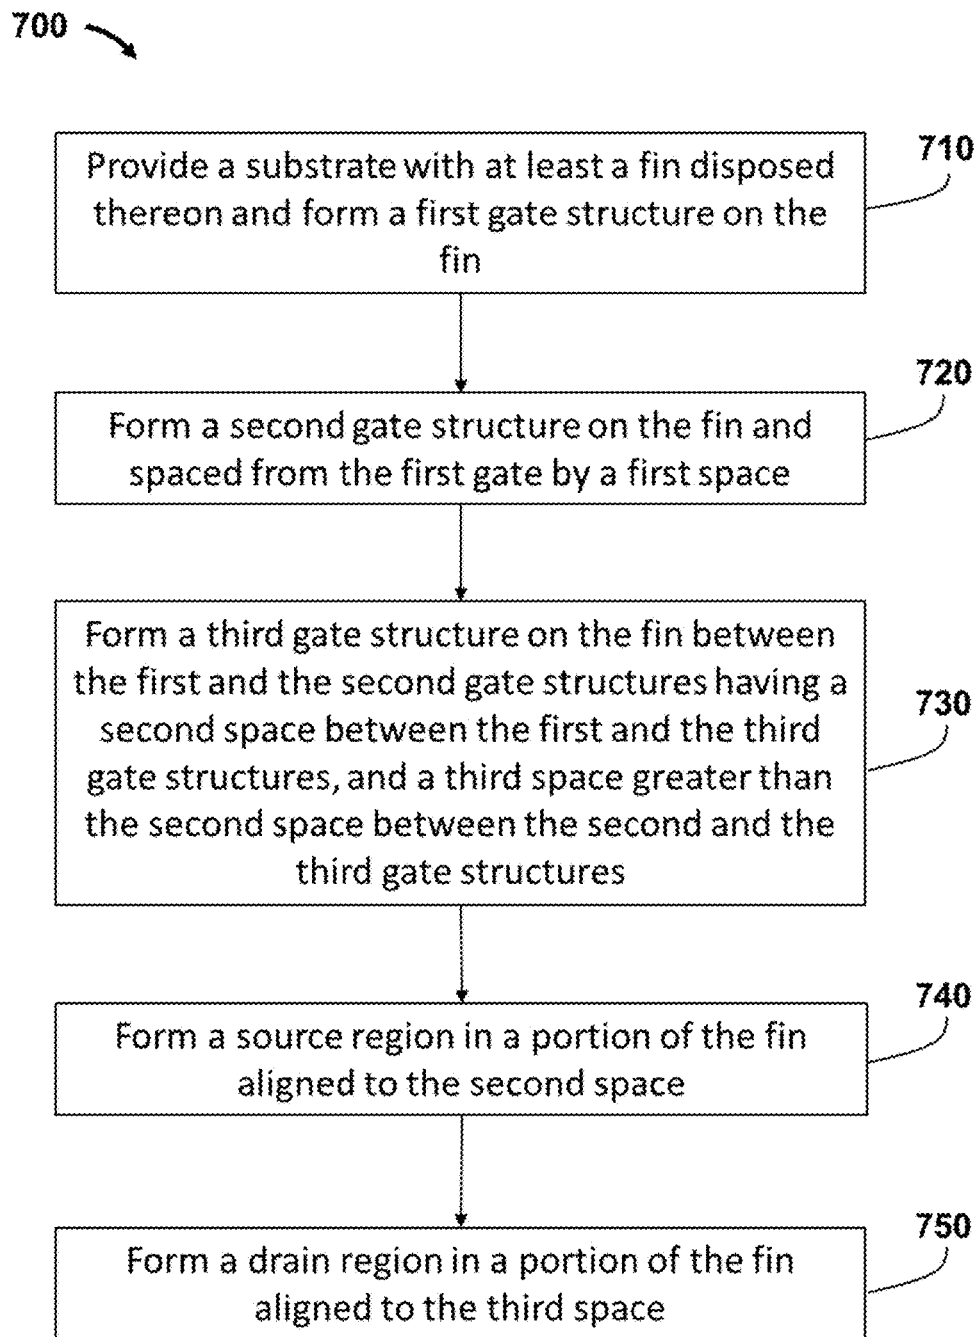 700
710
Provide a substrate with at least a fin disposed
thereon and form a first gate structure on the
fin
720
Form a second gate structure on the fin and
spaced from the first gate by a first space
Form a third gate structure on the fin between
the first and the second gate structures having a
second space between the first and the third
gate structures, and a third space greater than
the second space between the second and the
third gate structures
730
740
Form a source region in a portion of the fin
aligned to the second space
750
Form a drain region in a portion of the fin
aligned to the third space